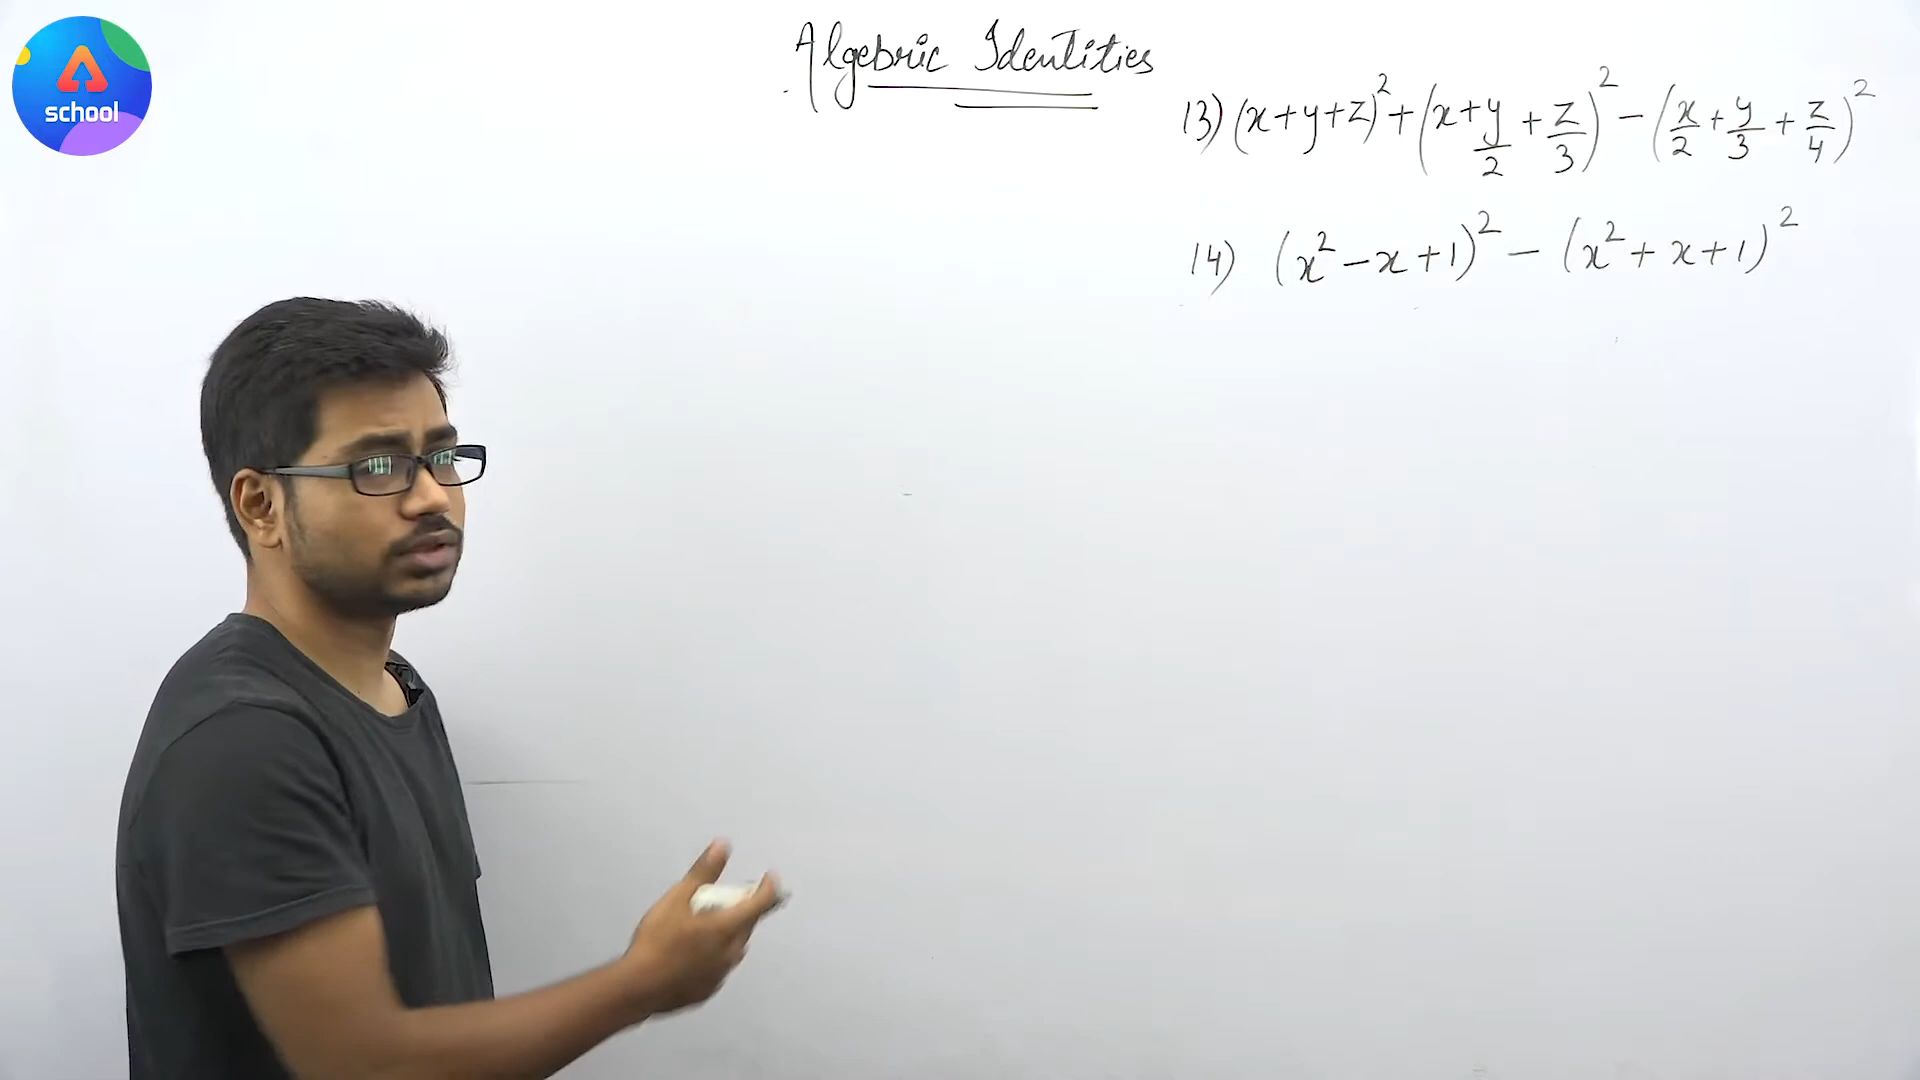 school
Algebric Identities
13) (x+y+z)² + (x+y/2+z/3)² - (x/2+y/3+z/4)²
14) (x²-x+1)² - (x²+x+1)²